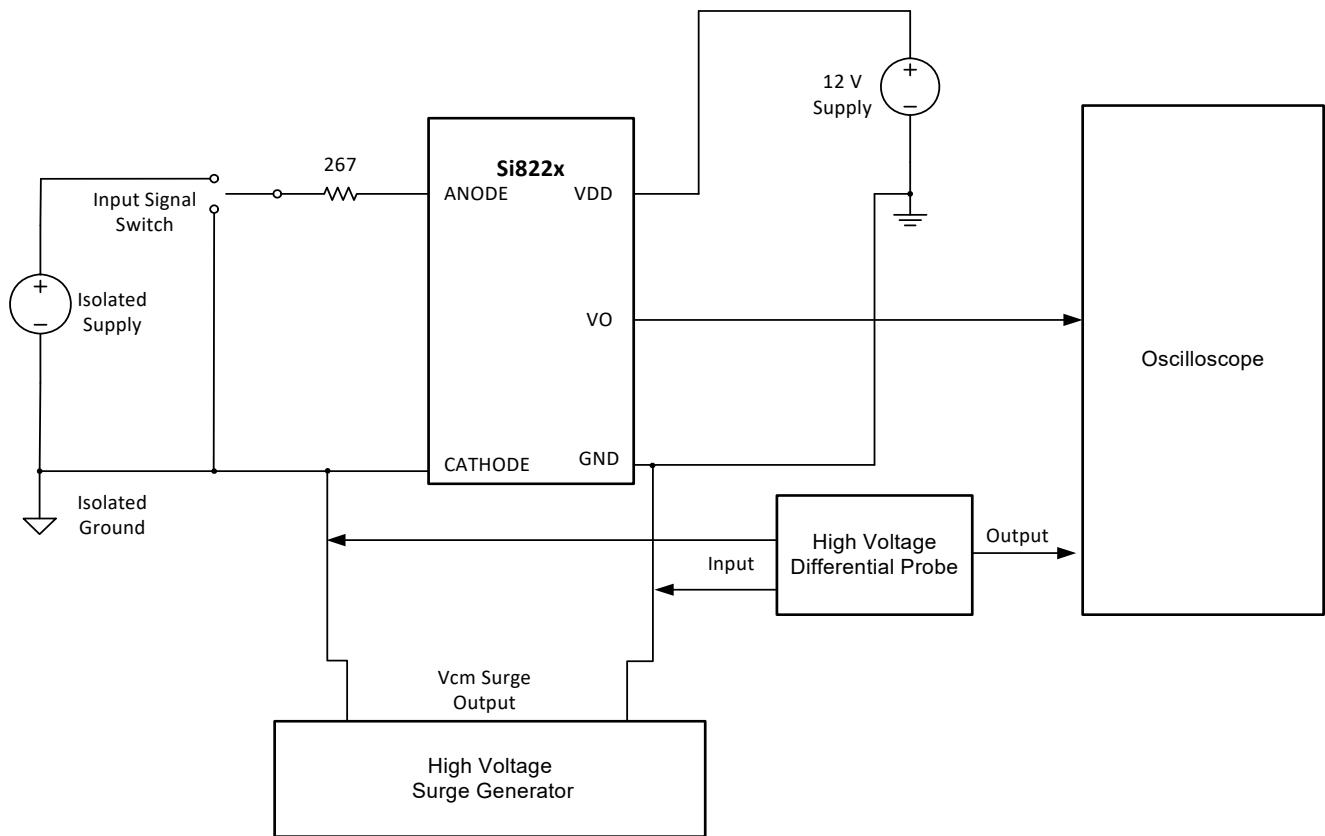 12 V
Supply
+
−
Si822x
267
ANODE
VDD
Input Signal
Switch
+
−
Isolated
Supply
VO
Oscilloscope
CATHODE
GND
Isolated
Ground
High Voltage
Differential Probe
Output
Input
Vcm Surge
Output
High Voltage
Surge Generator